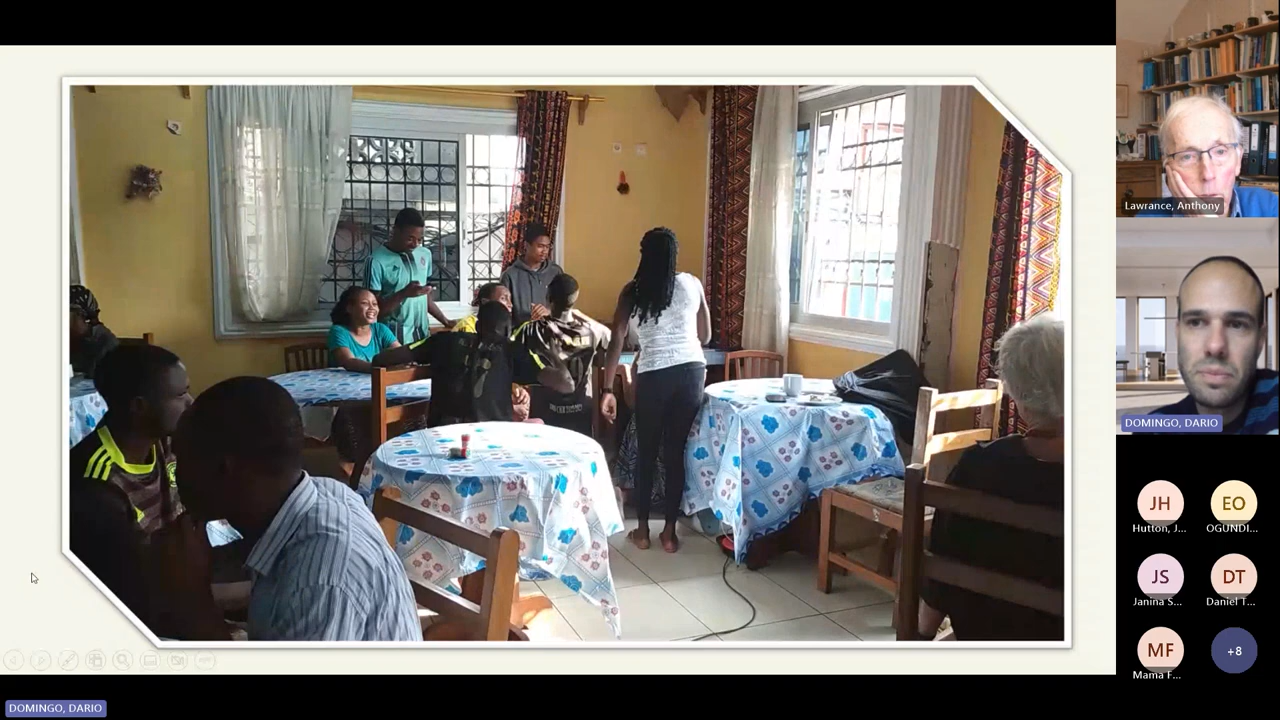 Lawrance, Anthony
DOMINGO, DARIO
JH
EO
Hutton, J...
OGUNDI...
JS
DT
Janina S...
Daniel T...
MF
+8
Mama F...
DOMINGO, DARIO